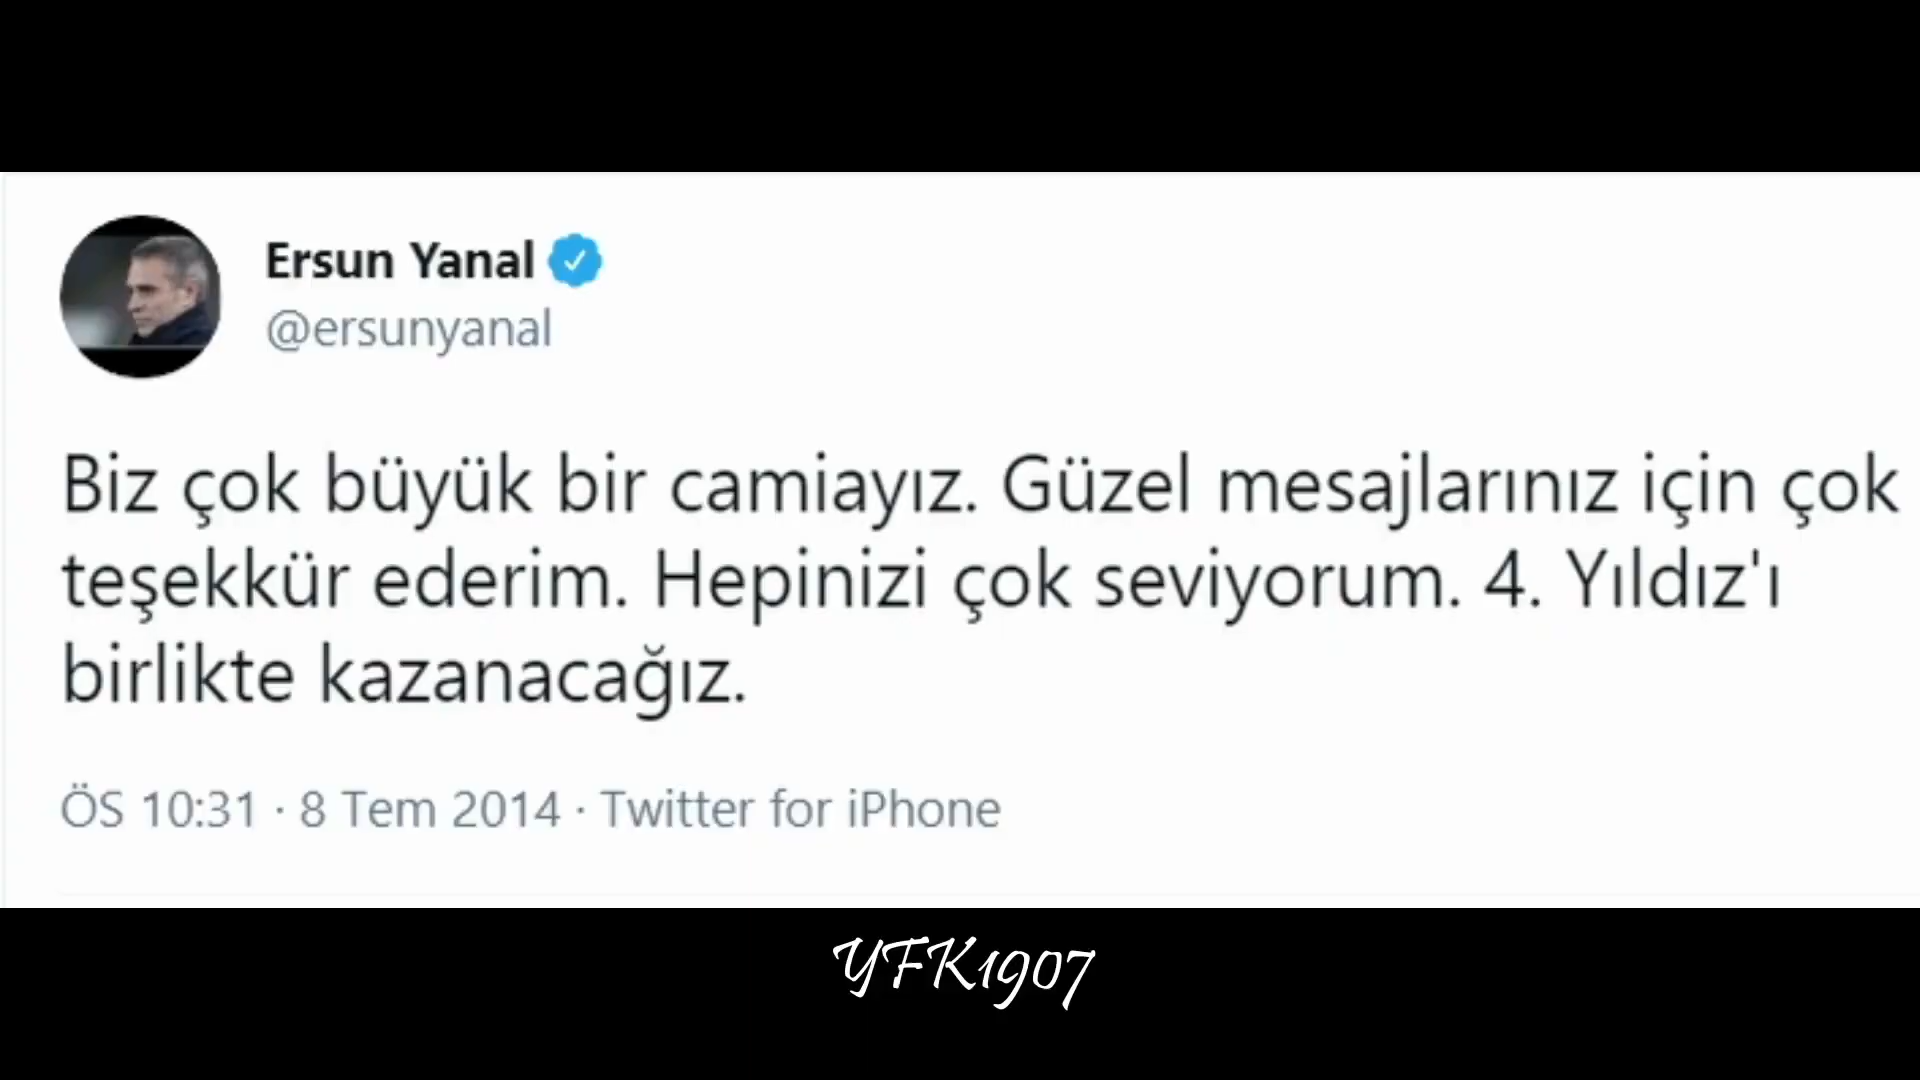 Ersun Yanal
@ersunyanal
Biz çok büyük bir camiayız. Güzel mesajlarınız için çok
teşekkür ederim. Hepinizi çok seviyorum. 4. Yıldız'ı
birlikte kazanacağız.
ÖS 10:31 · 8 Tem 2014 · Twitter for iPhone
YFK1907